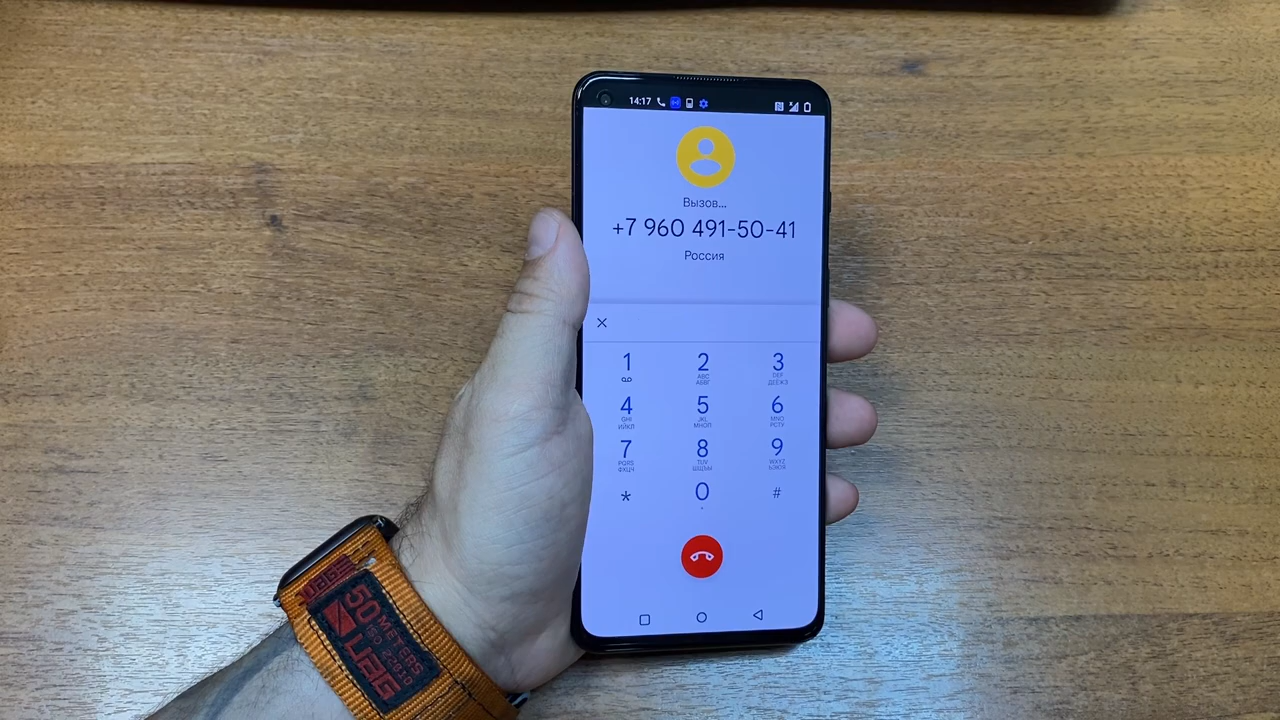 14:17
Вызов...
+7 960 491-50-41
Россия
1 2 3
ABC DEF
АБВГ ДЕЁЖЗ
4 5 6
GHI JKL MNO
ИЙКЛ МНОП РСТУ
7 8 9
PQRS TUV WXYZ
ФХЦЧ ШЩЪЫ ЬЭЮЯ
* 0 #
50 METERS
ISO 22810
UAG